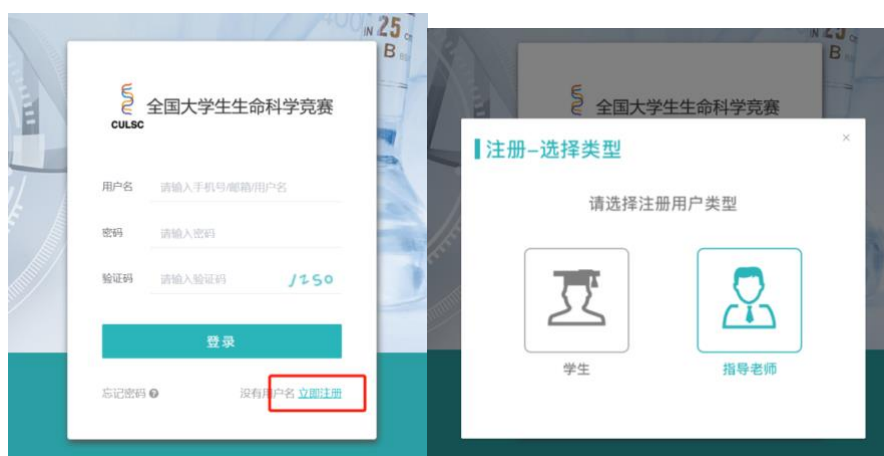 IN 25 cm
B
CULSC
全国大学生生命科学竞赛
用户名 请输入手机号/邮箱/用户名
密码 请输入密码
验证码 请输入验证码 1250
登录
忘记密码
没有用户名 立即注册
B
全国大学生生命科学竞赛
注册-选择类型
×
请选择注册用户类型
学生
指导老师